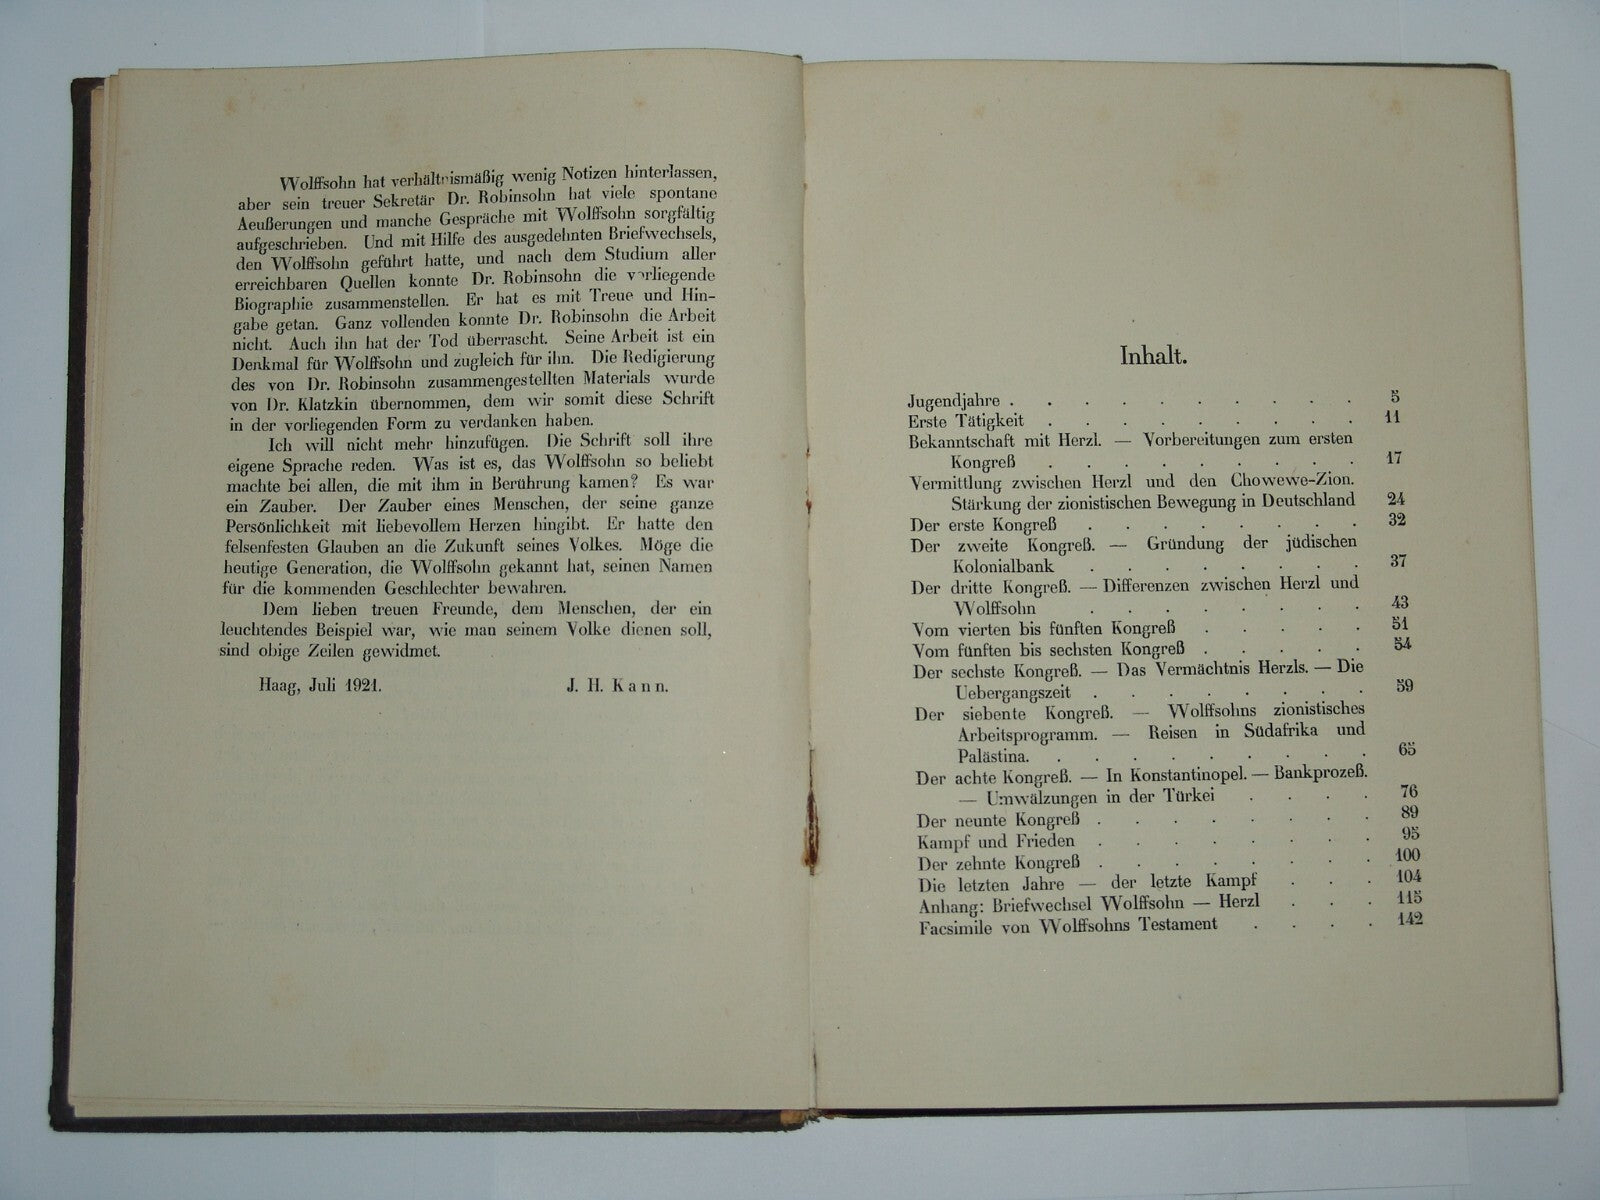 Wolffsohn hat verhältnismäßig wenig Notizen hinterlassen,
aber sein treuer Sekretär Dr. Robinsohn hat viele spontane
Aeußerungen und manche Gespräche mit Wolffsohn sorgfältig
aufgeschrieben. Und mit Hilfe des ausgedehnten Briefwechsels,
den Wolffsohn geführt hatte, und nach dem Studium aller
erreichbaren Quellen konnte Dr. Robinsohn die vorliegende
Biographie zusammenstellen. Er hat es mit Treue und Hin-
gabe getan. Ganz vollenden konnte Dr. Robinsohn die Arbeit
nicht. Auch ihn hat der Tod überrascht. Seine Arbeit ist ein
Denkmal für Wolffsohn und zugleich für ihn. Die Redigierung
des von Dr. Robinsohn zusammengestellten Materials wurde
von Dr. Klatzkin übernommen, dem wir somit diese Schrift
in der vorliegenden Form zu verdanken haben.
Ich will nicht mehr hinzufügen. Die Schrift soll ihre
eigene Sprache reden. Was ist es, das Wolffsohn so beliebt
machte bei allen, die mit ihm in Berührung kamen? Es war
ein Zauber. Der Zauber eines Menschen, der seine ganze
Persönlichkeit mit liebevollem Herzen hingibt. Er hatte den
felsenfesten Glauben an die Zukunft seines Volkes. Möge die
heutige Generation, die Wolffsohn gekannt hat, seinen Namen
für die kommenden Geschlechter bewahren.
Dem lieben treuen Freunde, dem Menschen, der ein
leuchtendes Beispiel war, wie man seinem Volke dienen soll,
sind obige Zeilen gewidmet.
Haag, Juli 1921. J. H. Kann.
Inhalt.
Jugendjahre . . . . . . . . . . 5
Erste Tätigkeit . . . . . . . . . 11
Bekanntschaft mit Herzl. — Vorbereitungen zum ersten
Kongreß . . . . . . . . . 17
Vermittlung zwischen Herzl und den Chowewe-Zion.
Stärkung der zionistischen Bewegung in Deutschland 24
Der erste Kongreß . . . . . . . . 32
Der zweite Kongreß. — Gründung der jüdischen
Kolonialbank . . . . . . . . 37
Der dritte Kongreß. — Differenzen zwischen Herzl und
Wolffsohn . . . . . . . . 43
Vom vierten bis fünften Kongreß . . . . . 51
Vom fünften bis sechsten Kongreß . . . . . 54
Der sechste Kongreß. — Das Vermächtnis Herzls. — Die
Uebergangszeit . . . . . . . . 59
Der siebente Kongreß. — Wolffsohns zionistisches
Arbeitsprogramm. — Reisen in Südafrika und
Palästina. . . . . . . . . . 65
Der achte Kongreß. — In Konstantinopel. — Bankprozeß.
— Umwälzungen in der Türkei . . . . 76
Der neunte Kongreß . . . . . . . . 89
Kampf und Frieden . . . . . . . . 95
Der zehnte Kongreß . . . . . . . . 100
Die letzten Jahre — der letzte Kampf . . . 104
Anhang: Briefwechsel Wolffsohn — Herzl . . . 115
Facsimile von Wolffsohns Testament . . . . 142